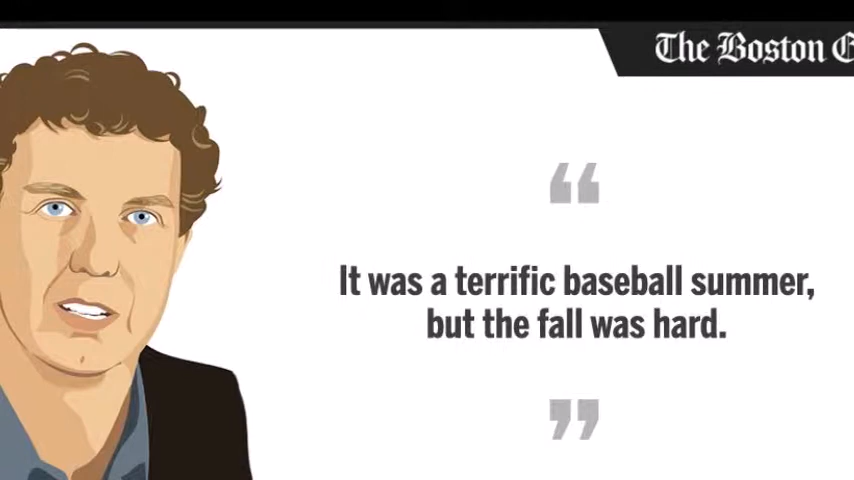 The Boston
“
It was a terrific baseball summer,
but the fall was hard.
”